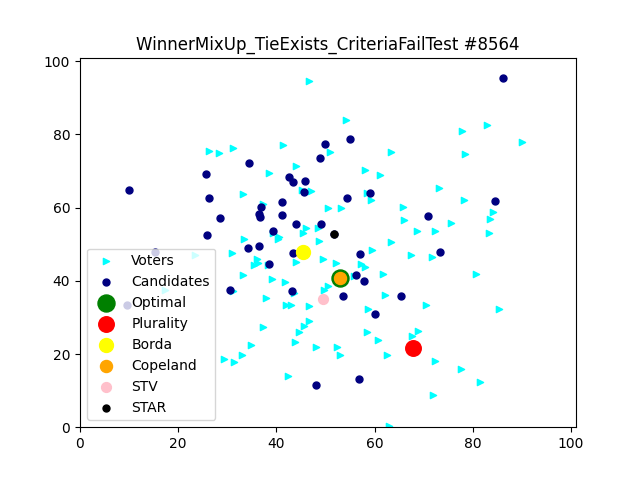 WinnerMixUp_TieExists_CriteriaFailTest #8564
100
80
60
40
20
0
Voters
Candidates
Optimal
Plurality
Borda
Copeland
STV
STAR
0 20 40 60 80 100